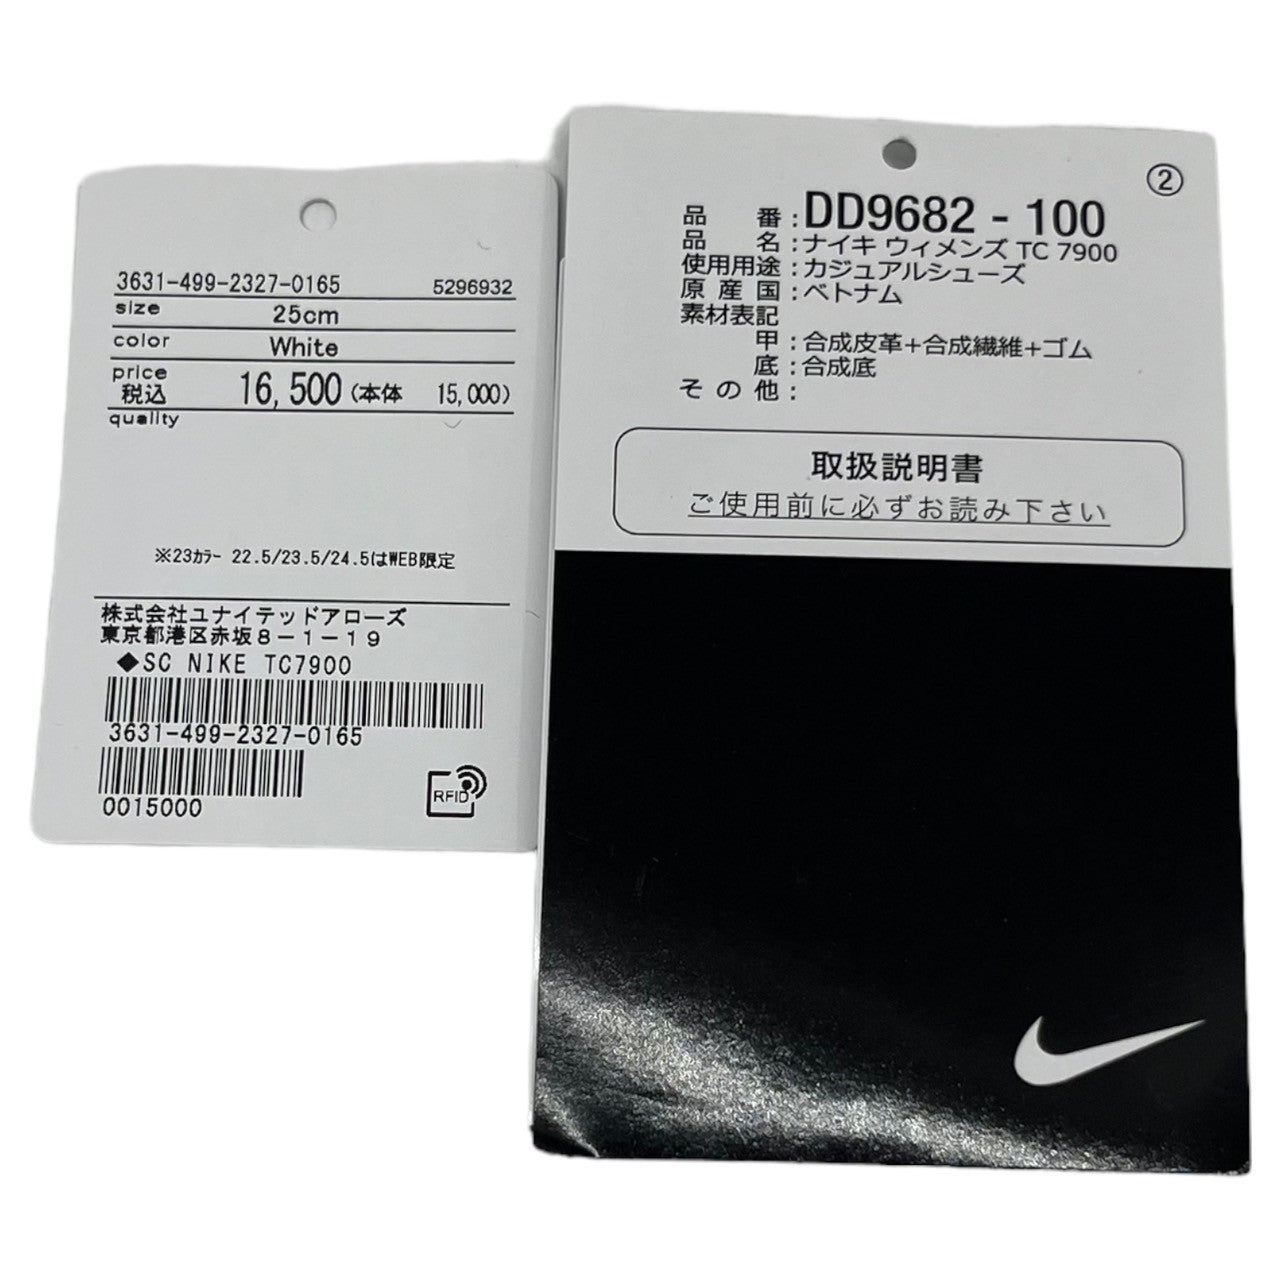 3631-499-2327-0165 5296932
size 25cm
color White
price
税込 16,500 (本体 15,000)
quality
※23カラー 22.5/23.5/24.5はWEB限定
株式会社ユナイテッドアローズ
東京都港区赤坂8-1-19
◆SC NIKE TC7900
3631-499-2327-0165
0015000
RFID
②
品 番:DD9682 - 100
品 名:ナイキ ウィメンズ TC 7900
使用用途:カジュアルシューズ
原産国:ベトナム
素材表記
甲:合成皮革+合成繊維+ゴム
底:合成底
その他:
取扱説明書
ご使用前に必ずお読み下さい